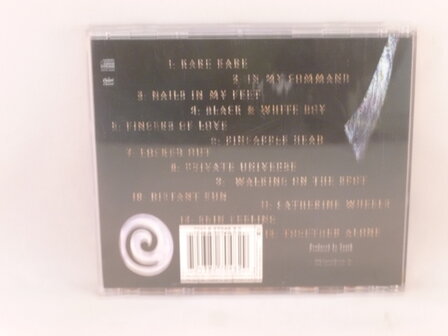 1. KARE KARE
2. IN MY COMMAND
3. NAILS IN MY FEET
4. BLACK & WHITE BOY
5. FINGERS OF LOVE
6. PINEAPPLE HEAD
7. LOCKED OUT
8. PRIVATE UNIVERSE
9. WALKING ON THE SPOT
10. DISTANT SUN
11. CATHERINE WHEELS
12. SKIN FEELING
13. TOGETHER ALONE
Produced by Youth